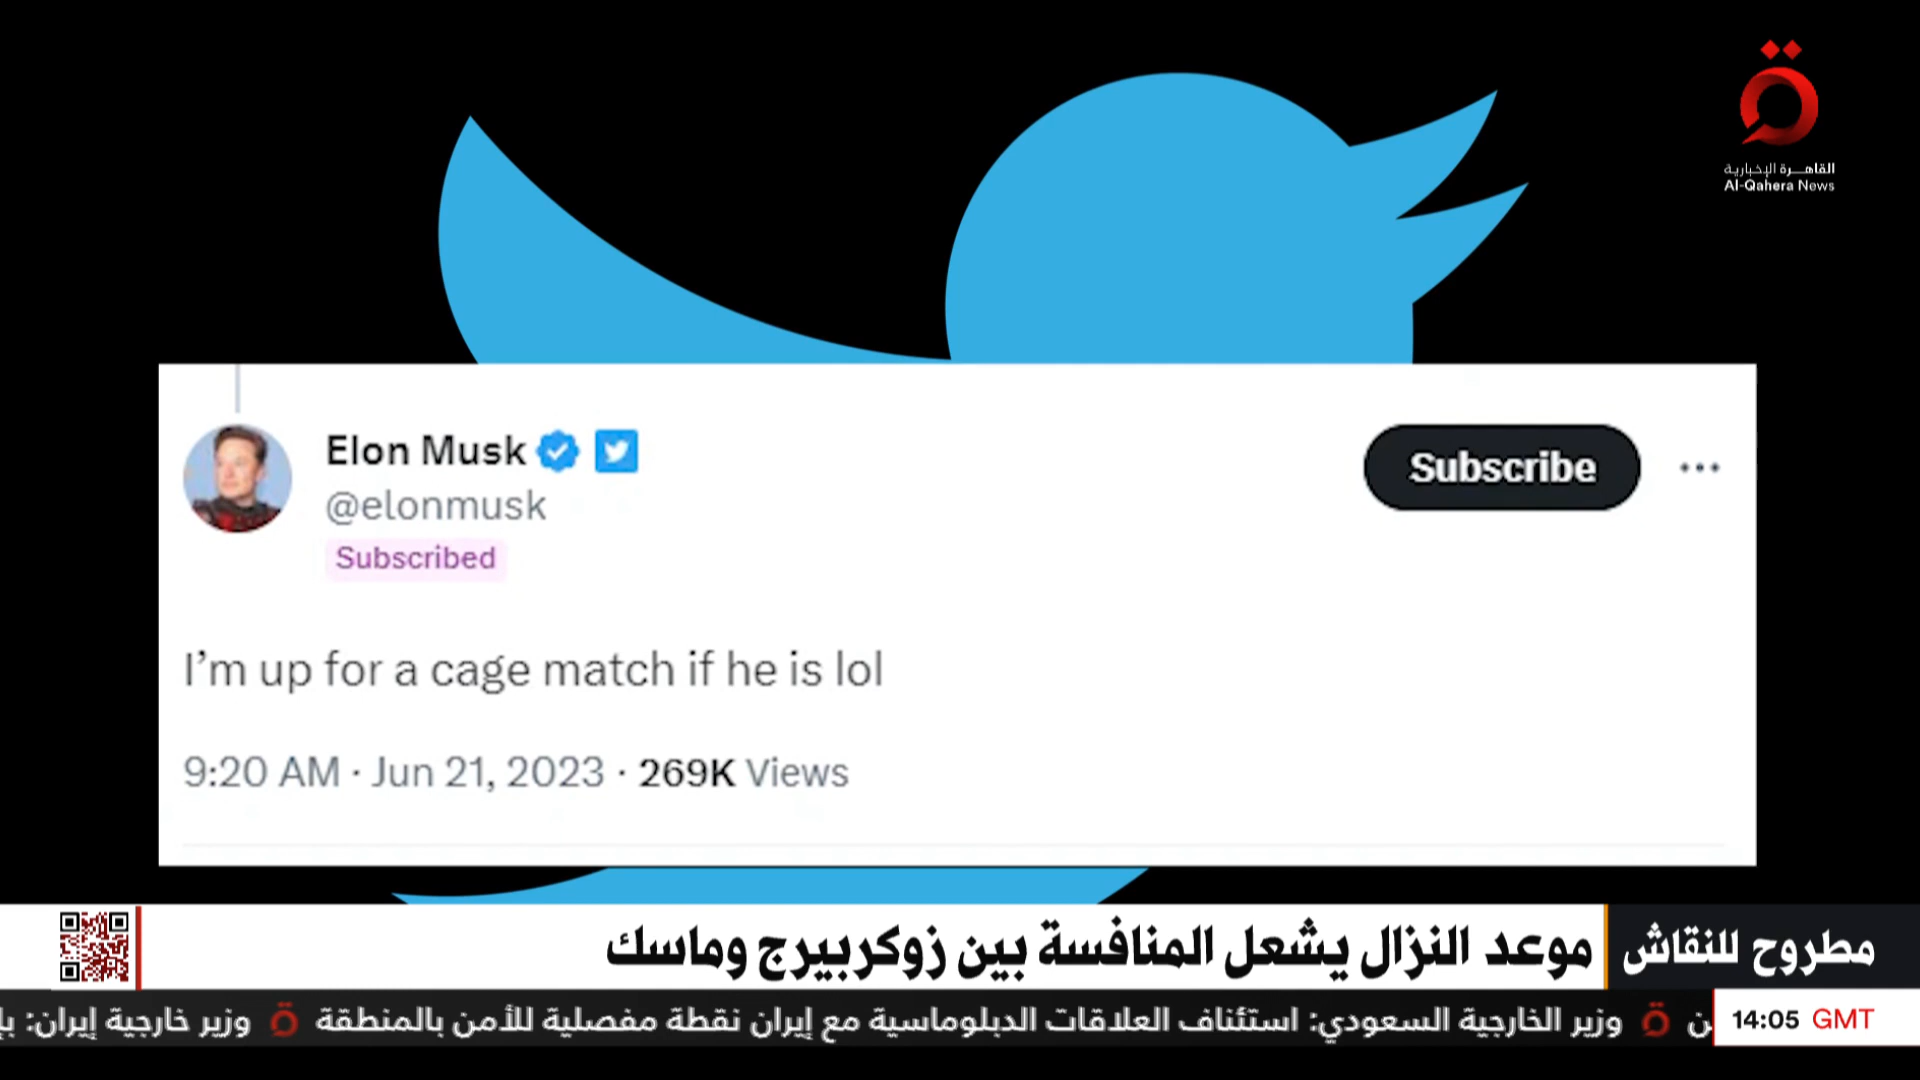 القاهرة الإخبارية
Al-Qahera News
Elon Musk
@elonmusk
Subscribed
Subscribe
I’m up for a cage match if he is lol
9:20 AM · Jun 21, 2023 · 269K Views
مطروح للنقاش
موعد النزال يشعل المنافسة بين زوكربيرج وماسك
14:05 GMT
وزير الخارجية السعودي: استئناف العلاقات الدبلوماسية مع إيران نقطة مفصلية للأمن بالمنطقة
وزير خارجية إيران: